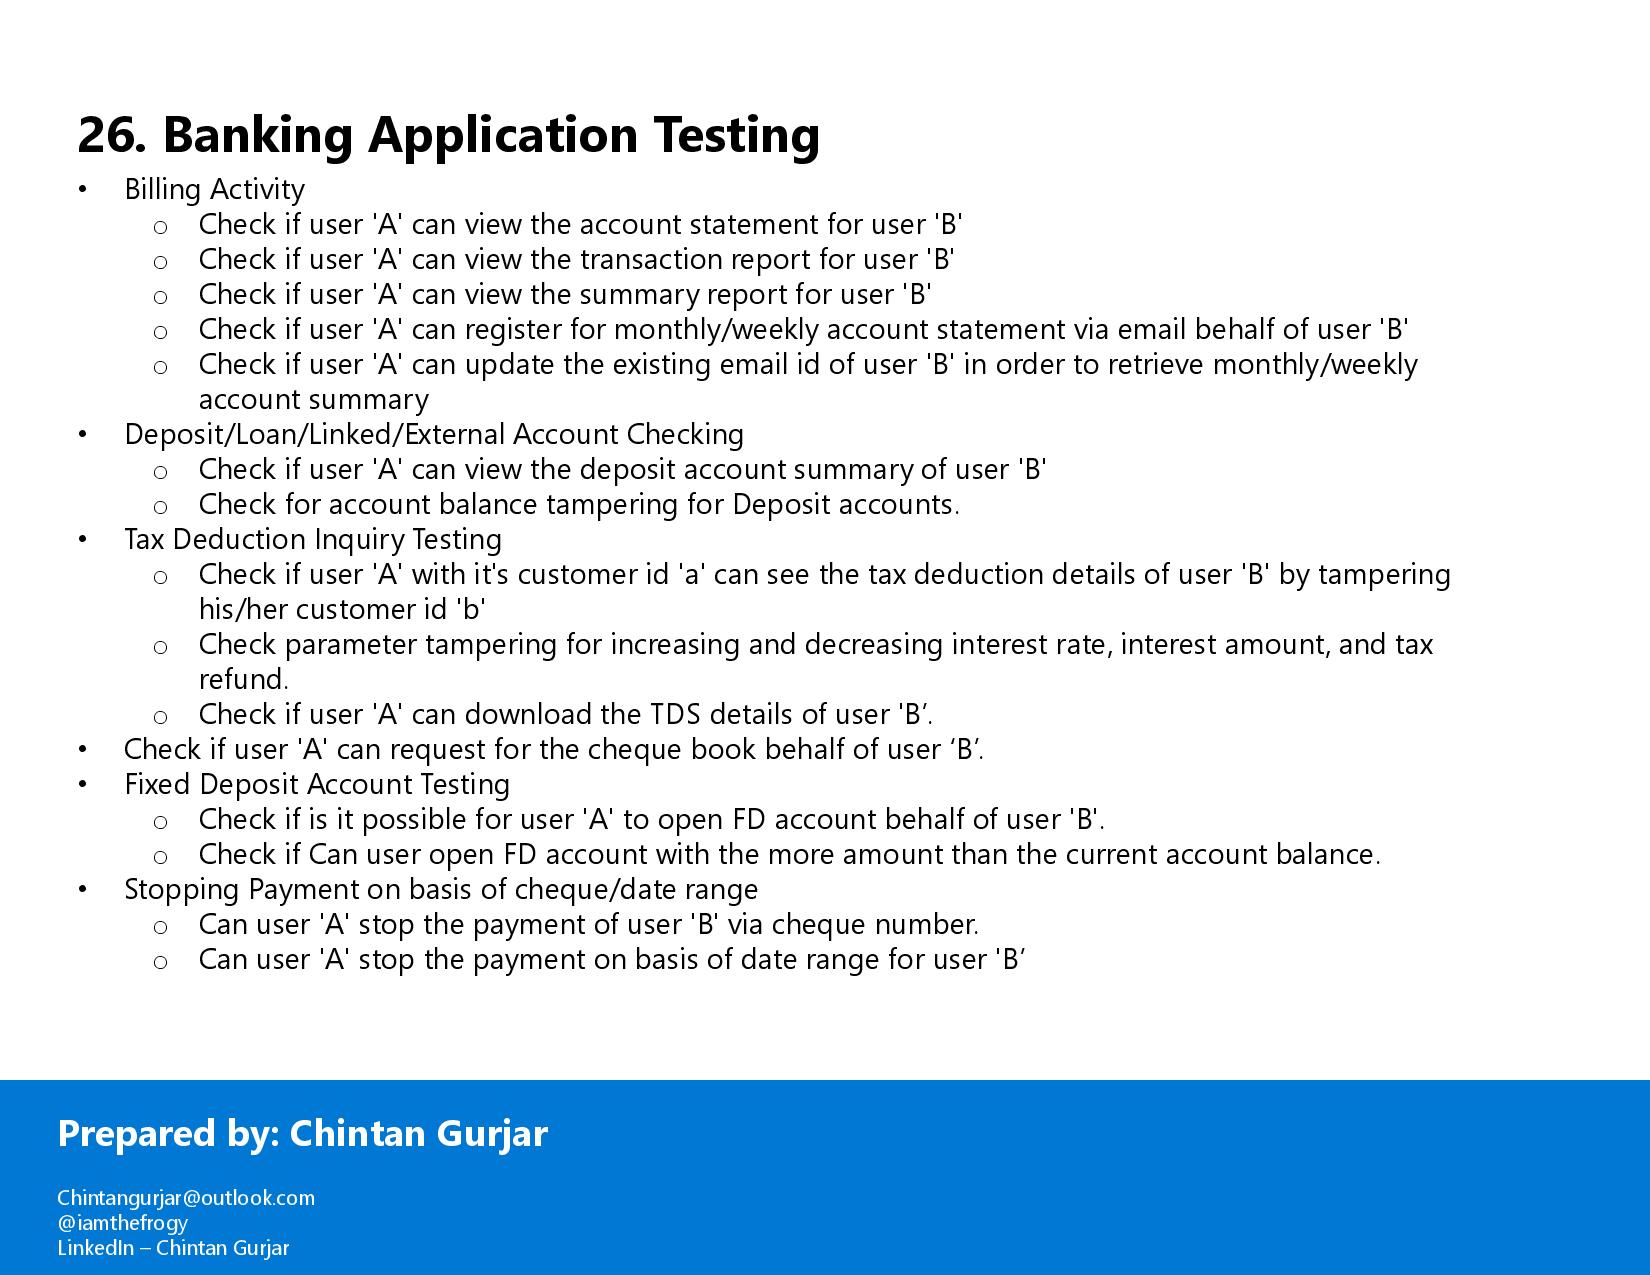 26. Banking Application Testing
• Billing Activity
o Check if user 'A' can view the account statement for user 'B'
o Check if user 'A' can view the transaction report for user 'B'
o Check if user 'A' can view the summary report for user 'B'
o Check if user 'A' can register for monthly/weekly account statement via email behalf of user 'B'
o Check if user 'A' can update the existing email id of user 'B' in order to retrieve monthly/weekly
account summary
• Deposit/Loan/Linked/External Account Checking
o Check if user 'A' can view the deposit account summary of user 'B'
o Check for account balance tampering for Deposit accounts.
• Tax Deduction Inquiry Testing
o Check if user 'A' with it's customer id 'a' can see the tax deduction details of user 'B' by tampering
his/her customer id 'b'
o Check parameter tampering for increasing and decreasing interest rate, interest amount, and tax
refund.
o Check if user 'A' can download the TDS details of user 'B’.
• Check if user 'A' can request for the cheque book behalf of user ‘B’.
• Fixed Deposit Account Testing
o Check if is it possible for user 'A' to open FD account behalf of user 'B'.
o Check if Can user open FD account with the more amount than the current account balance.
• Stopping Payment on basis of cheque/date range
o Can user 'A' stop the payment of user 'B' via cheque number.
o Can user 'A' stop the payment on basis of date range for user 'B’
Prepared by: Chintan Gurjar
Chintangurjar@outlook.com
@iamthefrogy
LinkedIn – Chintan Gurjar